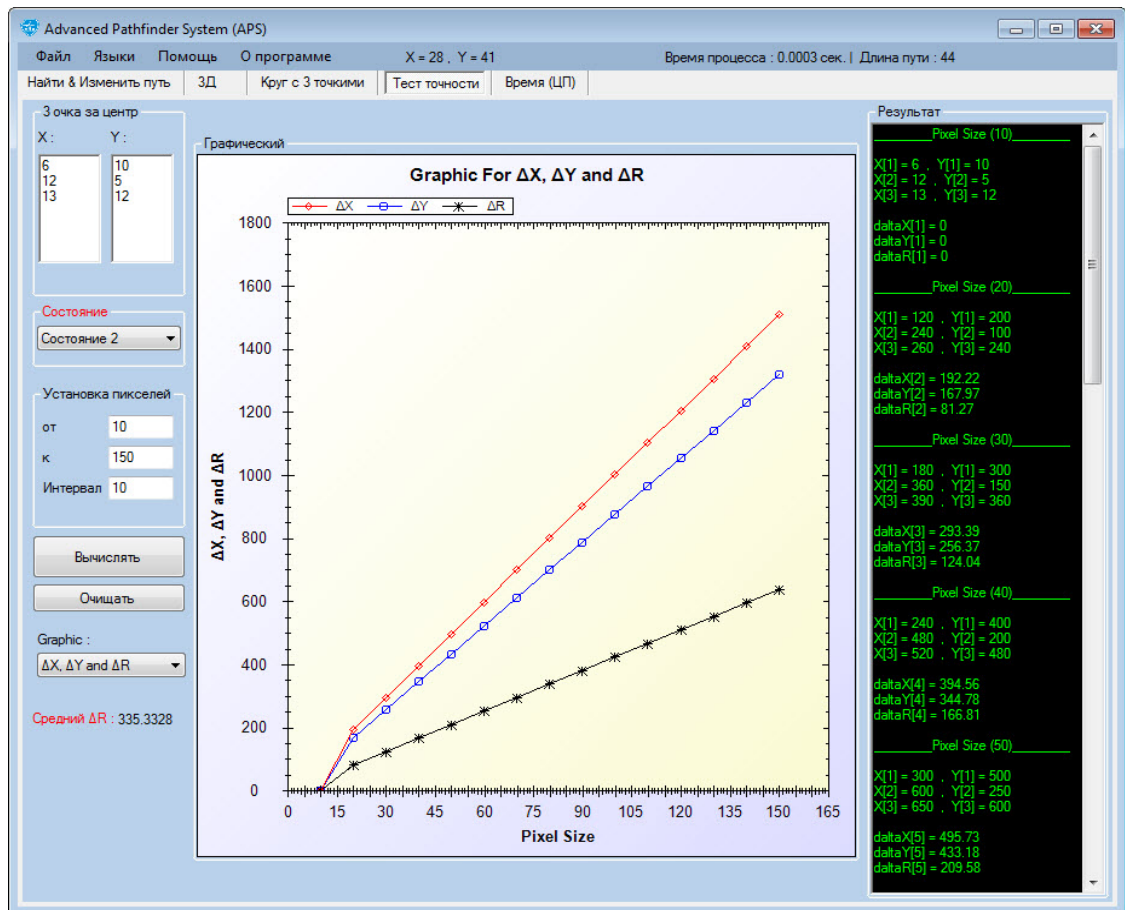 Advanced Pathfinder System (APS)
Файл Языки Помощь О программе X = 28 , Y = 41 Время процесса : 0.0003 сек. | Длина пути : 44
Найти & Изменить путь 3Д Круг с 3 точками Тест точности Время (ЦП)
3 очка за центр
X : Y :
6 10
12 5
13 12
Состояние
Состояние 2
Установка пикселей
от 10
к 150
Интервал 10
Вычислять
Очищать
Graphic :
ΔX, ΔY and ΔR
Средний ΔR : 335.3328
Графический
Graphic For ΔX, ΔY and ΔR
ΔX ΔY ΔR
1800
1600
1400
1200
1000
800
600
400
200
0
ΔX, ΔY and ΔR
0 15 30 45 60 75 90 105 120 135 150 165
Pixel Size
Результат
________Pixel Size (10)________
X[1] = 6 , Y[1] = 10
X[2] = 12 , Y[2] = 5
X[3] = 13 , Y[3] = 12
daltaX[1] = 0
daltaY[1] = 0
daltaR[1] = 0
________Pixel Size (20)________
X[1] = 120 , Y[1] = 200
X[2] = 240 , Y[2] = 100
X[3] = 260 , Y[3] = 240
daltaX[2] = 192.22
daltaY[2] = 167.97
daltaR[2] = 81.27
________Pixel Size (30)________
X[1] = 180 , Y[1] = 300
X[2] = 360 , Y[2] = 150
X[3] = 390 , Y[3] = 360
daltaX[3] = 293.39
daltaY[3] = 256.37
daltaR[3] = 124.04
________Pixel Size (40)________
X[1] = 240 , Y[1] = 400
X[2] = 480 , Y[2] = 200
X[3] = 520 , Y[3] = 480
daltaX[4] = 394.56
daltaY[4] = 344.78
daltaR[4] = 166.81
________Pixel Size (50)________
X[1] = 300 , Y[1] = 500
X[2] = 600 , Y[2] = 250
X[3] = 650 , Y[3] = 600
daltaX[5] = 495.73
daltaY[5] = 433.18
daltaR[5] = 209.58